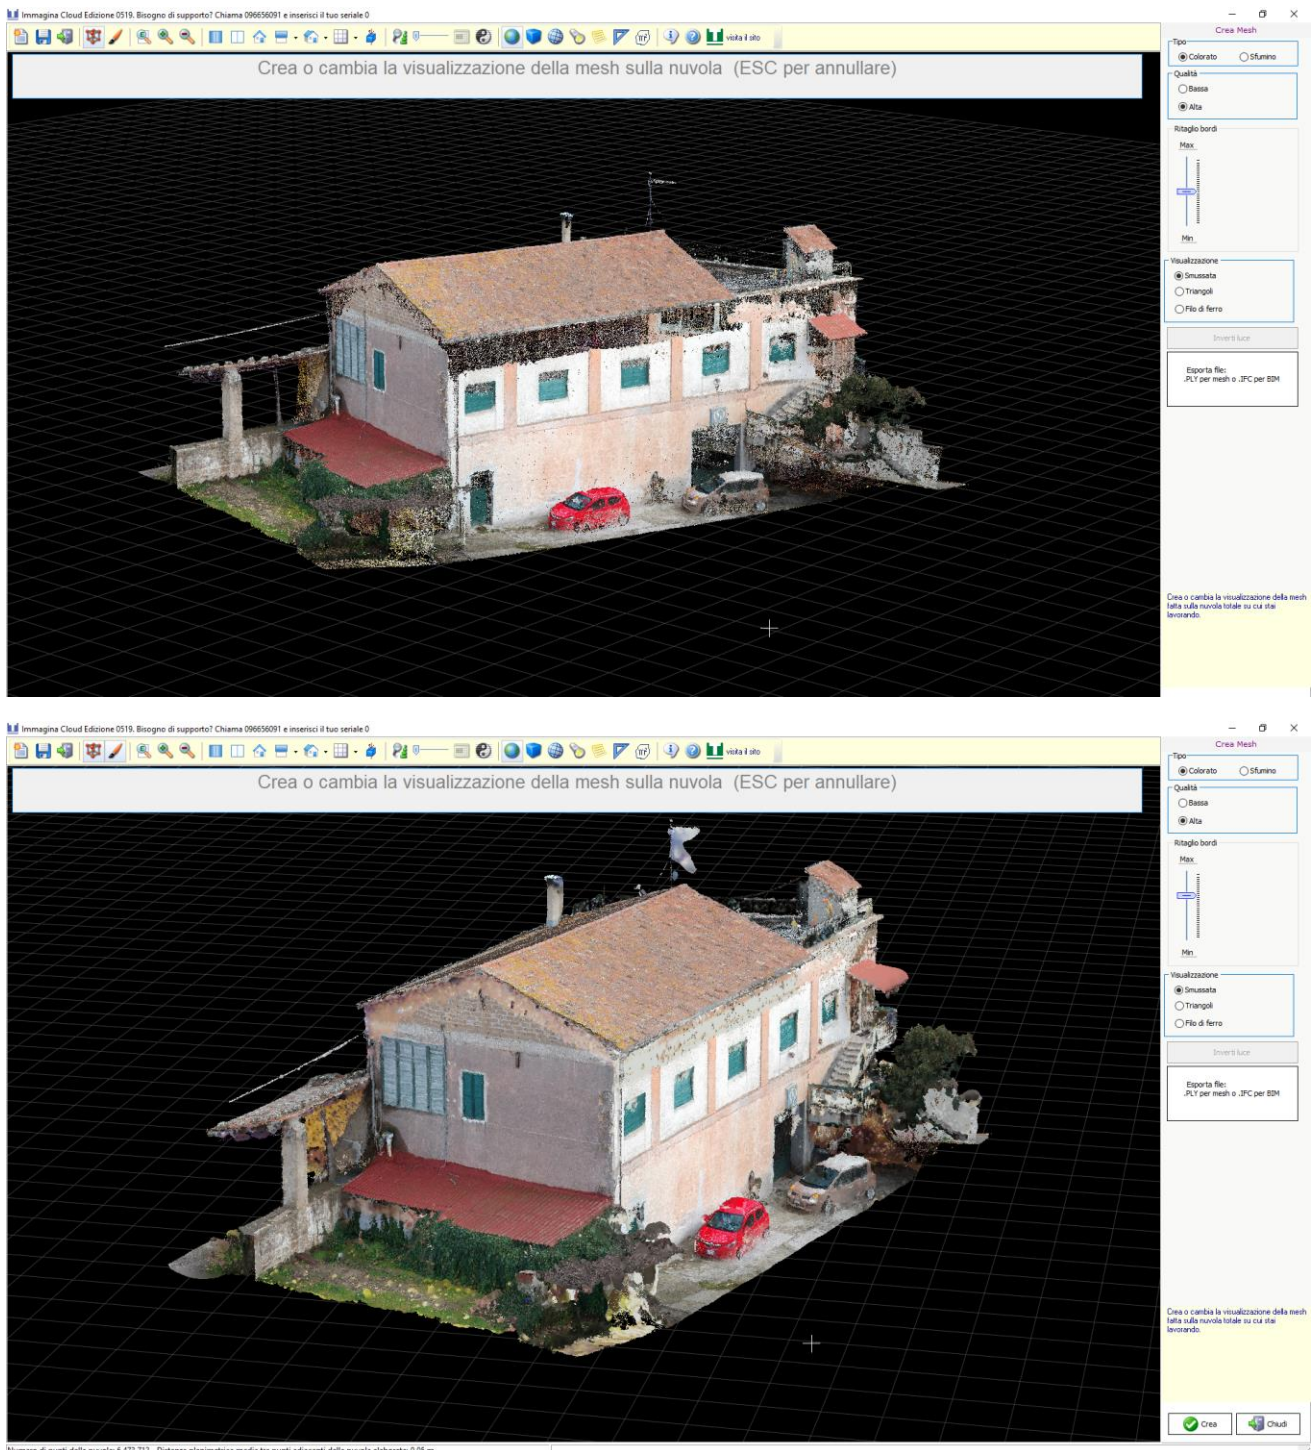 Immagina Cloud Edizione 0519. Bisogno di supporto? Chiama 096656091 e inserisci il tuo seriale 0
visita il sito
Crea Mesh
Crea o cambia la visualizzazione della mesh sulla nuvola (ESC per annullare)
Tipo
Colorato Sfumino
Qualità
Bassa
Alta
Ritaglio bordi
Max
Min
Visualizzazione
Smussata
Triangoli
Filo di ferro
Inverti luce
Esporta file:
.PLY per mesh o .IFC per BIM
Crea o cambia la visualizzazione della mesh
fatta sulla nuvola totale su cui stai
lavorando.
Immagina Cloud Edizione 0519. Bisogno di supporto? Chiama 096656091 e inserisci il tuo seriale 0
visita il sito
Crea Mesh
Crea o cambia la visualizzazione della mesh sulla nuvola (ESC per annullare)
Tipo
Colorato Sfumino
Qualità
Bassa
Alta
Ritaglio bordi
Max
Min
Visualizzazione
Smussata
Triangoli
Filo di ferro
Inverti luce
Esporta file:
.PLY per mesh o .IFC per BIM
Crea o cambia la visualizzazione della mesh
fatta sulla nuvola totale su cui stai
lavorando.
Crea Chiudi